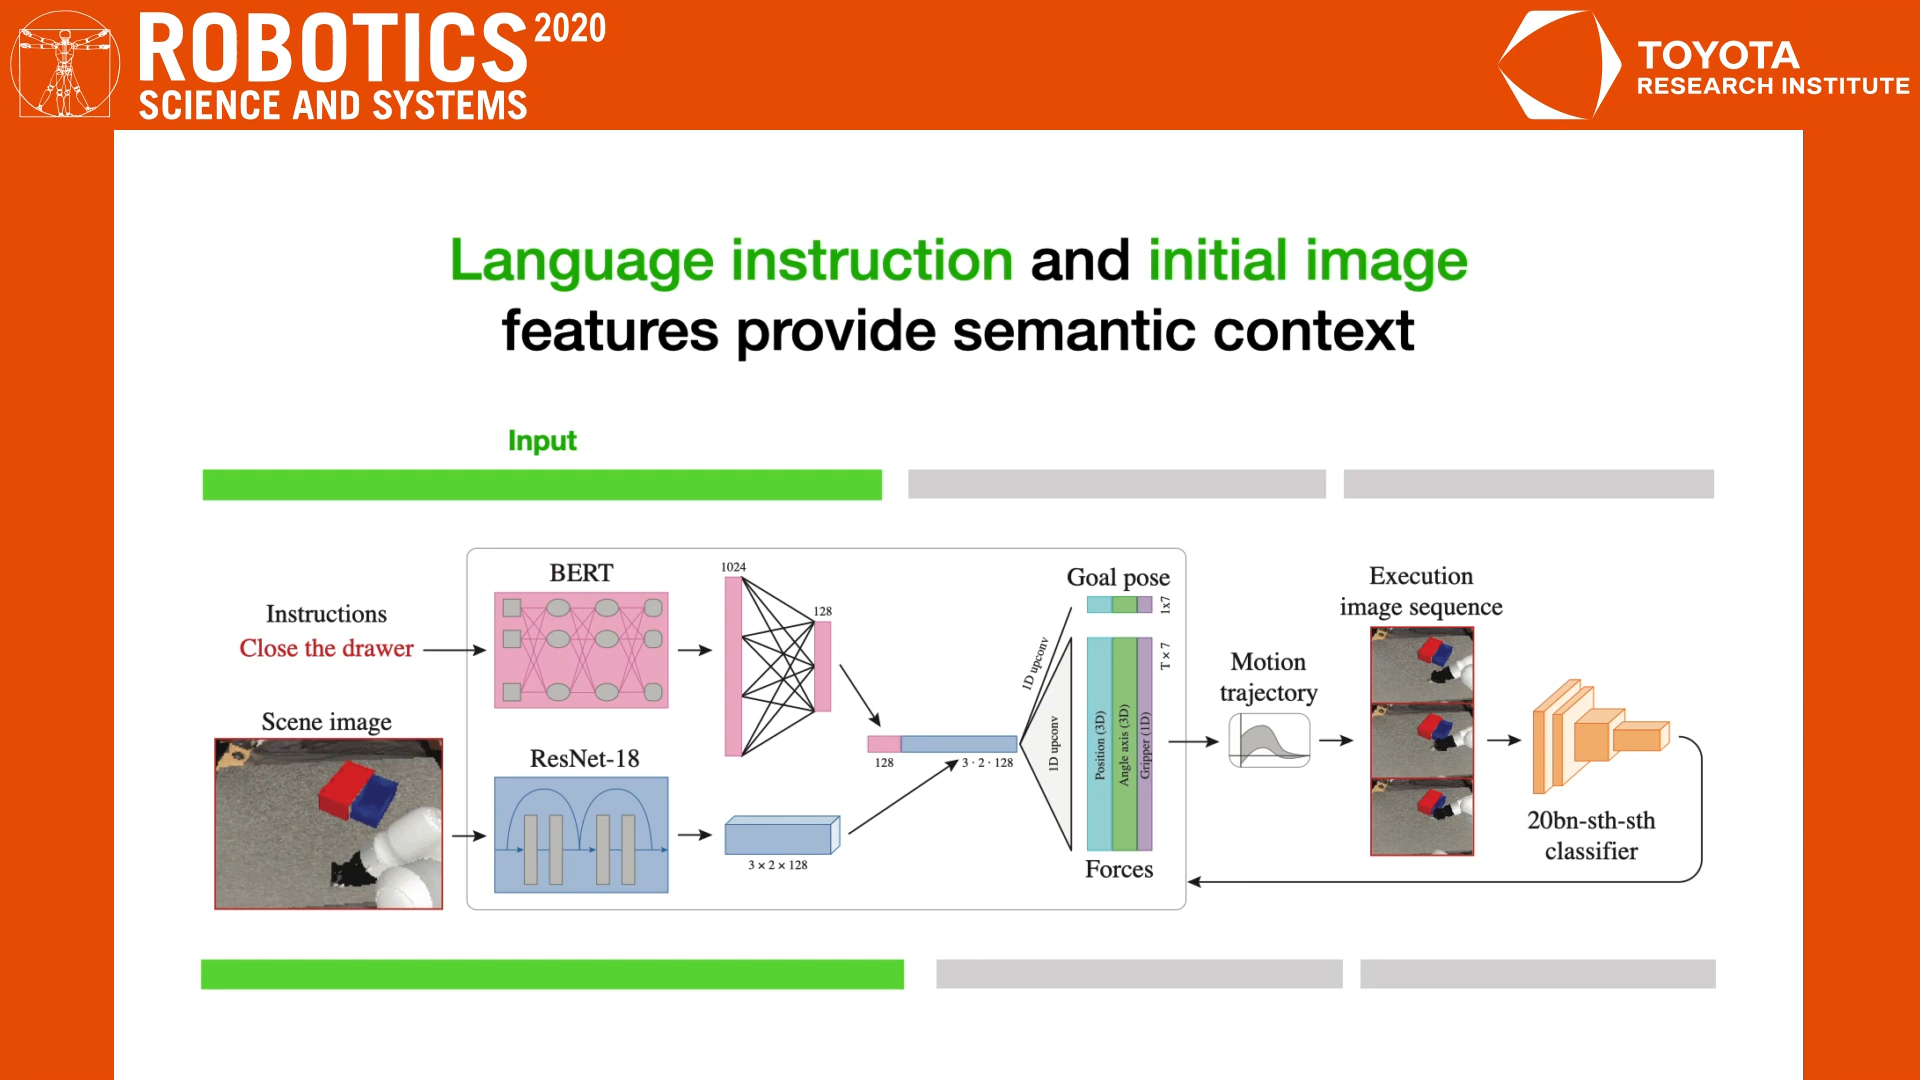 ROBOTICS 2020
SCIENCE AND SYSTEMS
TOYOTA
RESEARCH INSTITUTE
Language instruction and initial image
features provide semantic context
Input
Instructions
Close the drawer
Scene image
BERT
ResNet-18
1024
128
3 × 2 × 128
128
3 · 2 · 128
1D upconv
1D upconv
Goal pose
1x7
T × 7
Position (3D)
Angle axis (3D)
Gripper (1D)
Forces
Motion
trajectory
Execution
image sequence
20bn-sth-sth
classifier